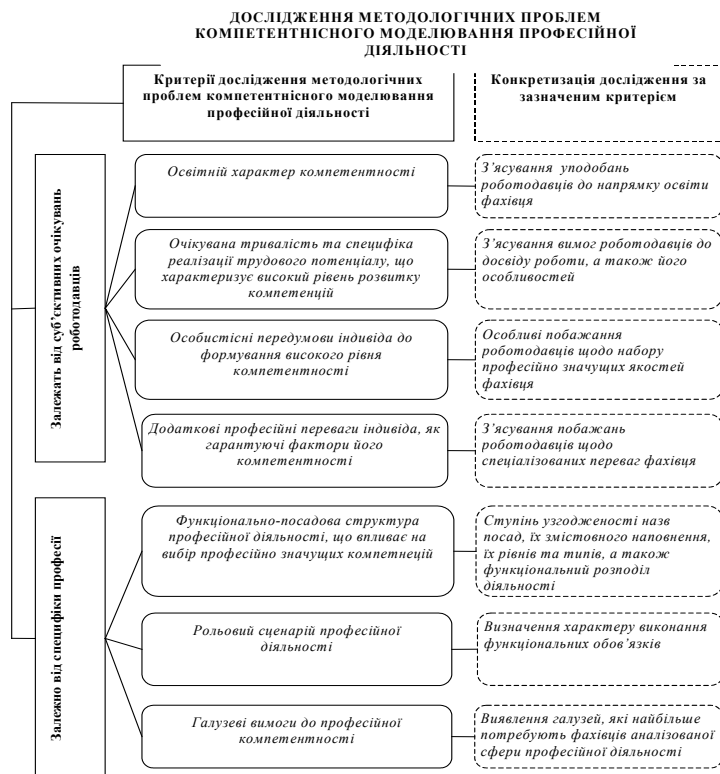 ДОСЛІДЖЕННЯ МЕТОДОЛОГІЧНИХ ПРОБЛЕМ
КОМПЕТЕНТНІСНОГО МОДЕЛЮВАННЯ ПРОФЕСІЙНОЇ
ДІЯЛЬНОСТІ
Критерії дослідження методологічних
проблем компетентнісного моделювання
професійної діяльності
Конкретизація дослідження за
зазначеним критерієм
Залежать від суб’єктивних очікувань
роботодавців
Освітній характер компетентності
З’ясування уподобань
роботодавців до напрямку освіти
фахівця
Очікувана тривалість та специфіка
реалізації трудового потенціалу, що
характеризує високий рівень розвитку
компетенцій
З’ясування вимог роботодавців до
досвіду роботи, а також його
особливостей
Особистісні передумови індивіда до
формування високого рівня
компетентності
Особливі побажання
роботодавців щодо набору
професійно значущих якостей
фахівця
Додаткові професійні переваги індивіда, як
гарантуючі фактори його
компетентності
З’ясування побажань
роботодавців щодо
спеціалізованих переваг фахівця
Залежно від специфіки професії
Функціонально-посадова структура
професійної діяльності, що впливає на
вибір професійно значущих компетнецій
Ступінь узгодженості назв
посад, їх змістовного наповнення,
їх рівнів та типів, а також
функціональний розподіл
діяльності
Рольовий сценарій професійної
діяльності
Визначення характеру виконання
функціональних обов’язків
Галузеві вимоги до професійної
компетентності
Виявлення галузей, які найбільше
потребують фахівців аналізованої
сфери професійної діяльності